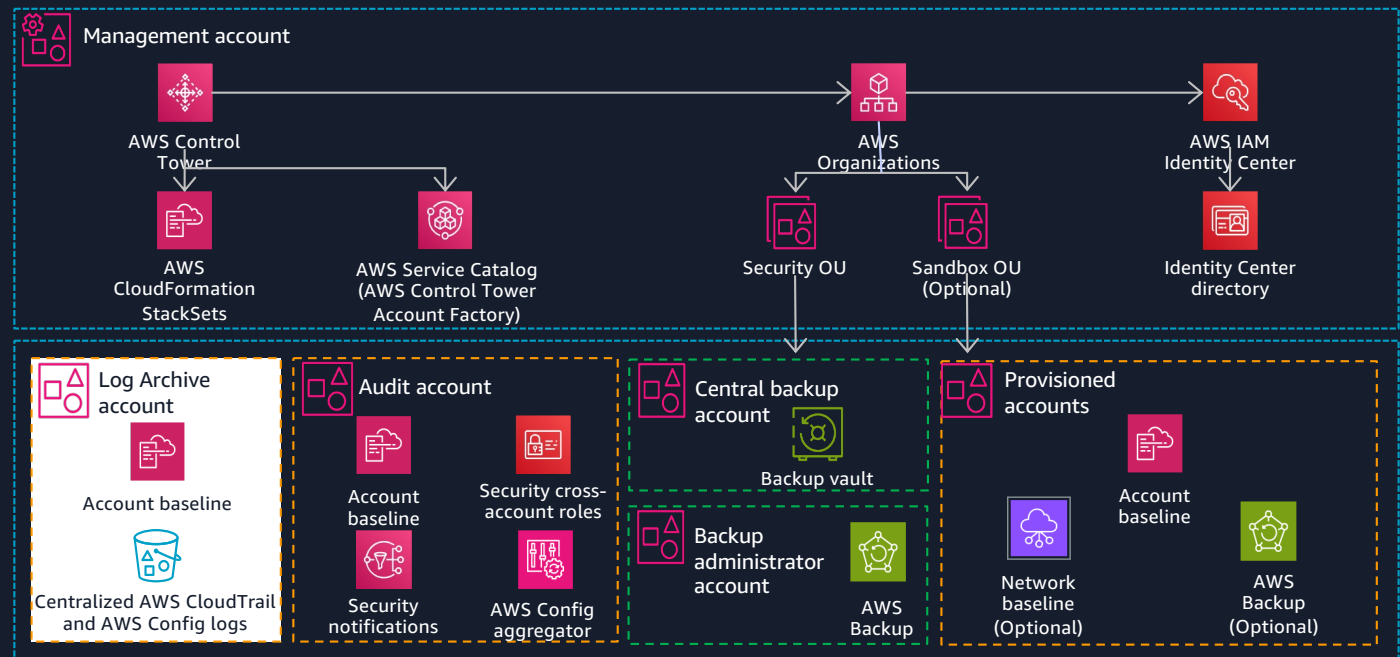 Management account
AWS Control
Tower
AWS
Organizations
AWS IAM
Identity Center
AWS
CloudFormation
StackSets
AWS Service Catalog
(AWS Control Tower
Account Factory)
Security OU
Sandbox OU
(Optional)
Identity Center
directory
Log Archive
account
Account baseline
Centralized AWS CloudTrail
and AWS Config logs
Audit account
Account
baseline
Security cross-
account roles
Security
notifications
AWS Config
aggregator
Central backup
account
Backup vault
Backup
administrator
account
AWS
Backup
Provisioned
accounts
Account
baseline
Network
baseline
(Optional)
AWS
Backup
(Optional)